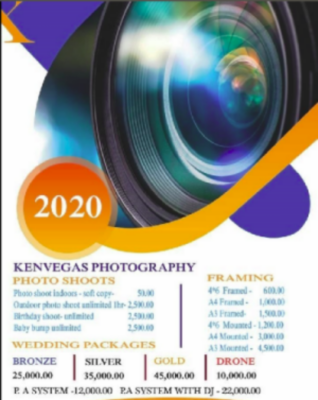 2020
KENVEGAS PHOTOGRAPHY
PHOTO SHOOTS
Photo shoot Indoors - soft copy- 50.00
Outdoor photo shoot unlimited 1hr- 2,500.00
Birthday shoot- unlimited 2,500.00
Baby bump unlimited 2,500.00
FRAMING
4*6 Framed - 600.00
A4 Framed - 1,000.00
A3 Framed- 1,500.00
4*6 Mounted - 1,200.00
A4 Mounted - 3,000.00
A3 Mounted - 4,500.00
WEDDING PACKAGES
BRONZE SILVER GOLD DRONE
25,000.00 35,000.00 45,000.00 10,000.00
P. A SYSTEM -12,000.00 P.A SYSTEM WITH DJ - 22,000.00